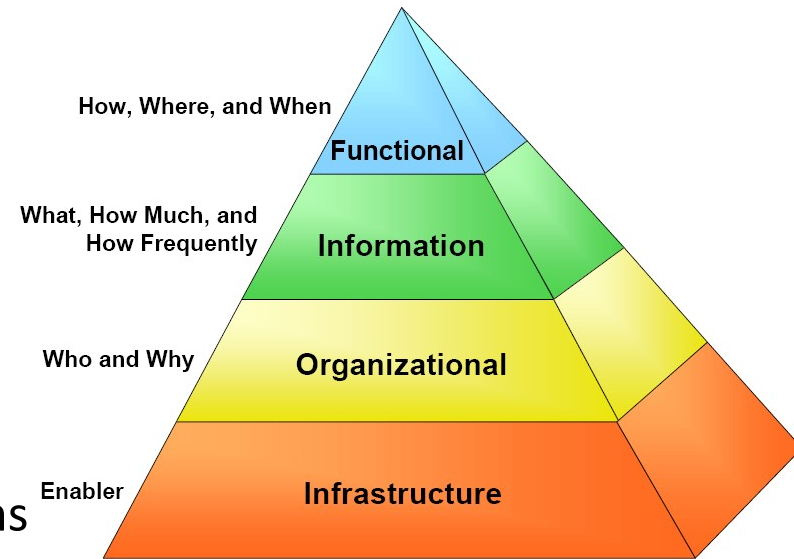 How, Where, and When
Functional
What, How Much, and
How Frequently
Information
Who and Why
Organizational
Enabler
Infrastructure